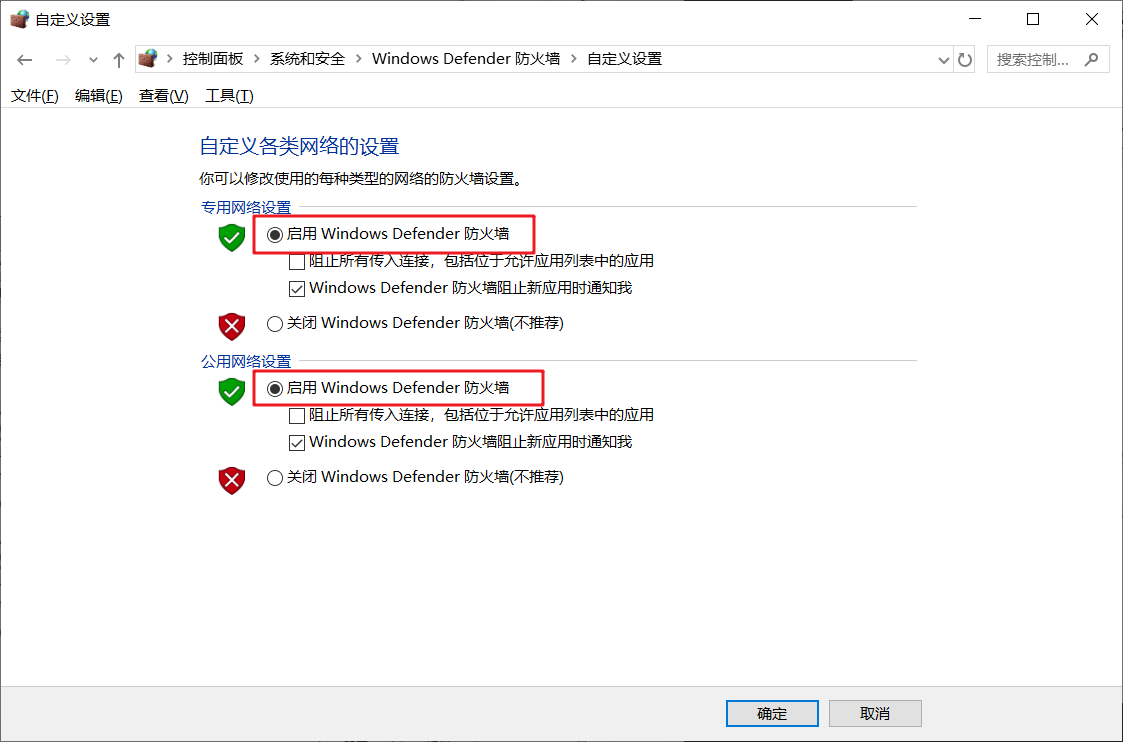 自定义设置
控制面板 › 系统和安全 › Windows Defender 防火墙 › 自定义设置
搜索控制...
文件(F) 编辑(E) 查看(V) 工具(T)
自定义各类网络的设置
你可以修改使用的每种类型的网络的防火墙设置。
专用网络设置
启用 Windows Defender 防火墙
阻止所有传入连接，包括位于允许应用列表中的应用
Windows Defender 防火墙阻止新应用时通知我
关闭 Windows Defender 防火墙(不推荐)
公用网络设置
启用 Windows Defender 防火墙
阻止所有传入连接，包括位于允许应用列表中的应用
Windows Defender 防火墙阻止新应用时通知我
关闭 Windows Defender 防火墙(不推荐)
确定 取消